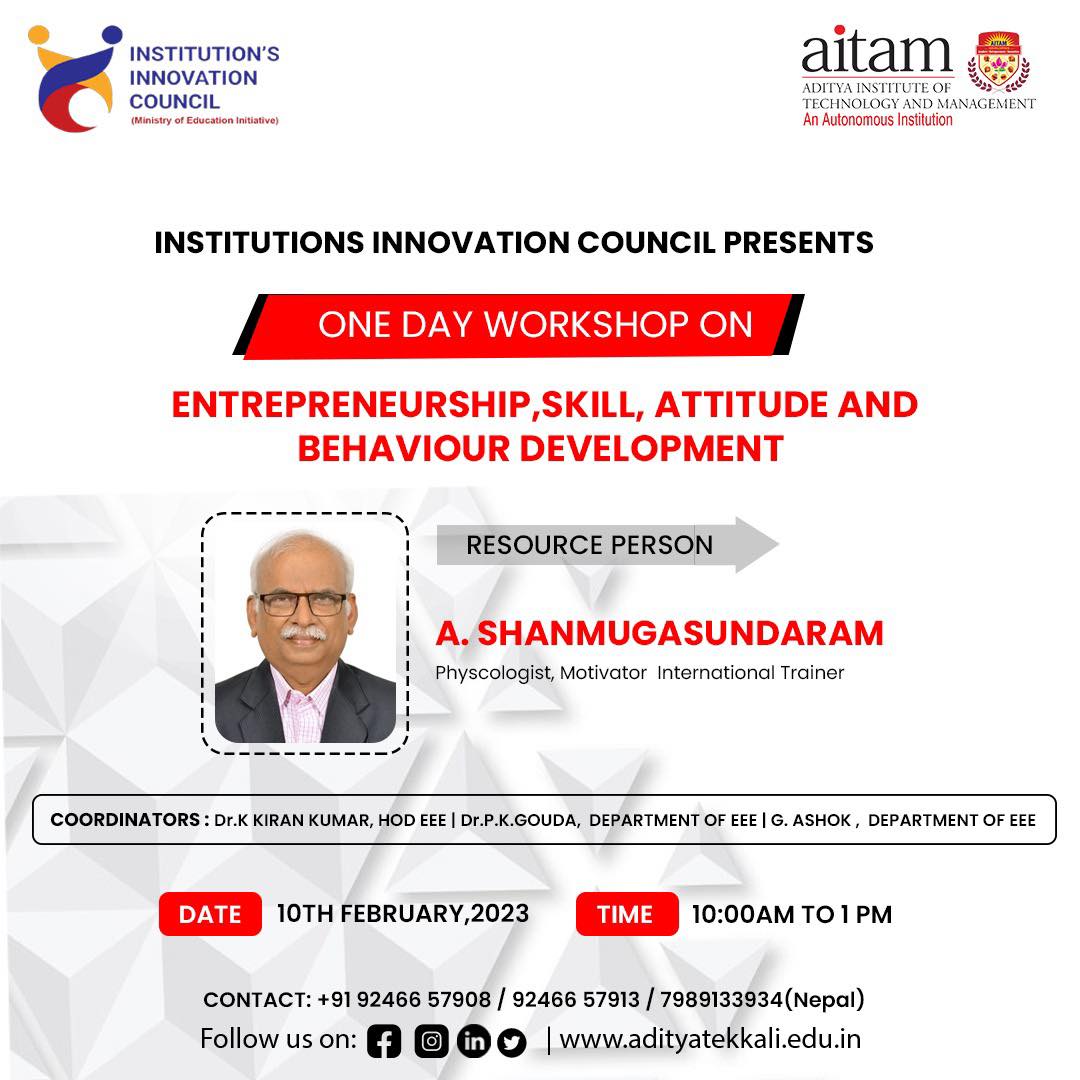 INSTITUTION'S
INNOVATION
COUNCIL
(Ministry of Education Initiative)
aitam
ADITYA INSTITUTE OF
TECHNOLOGY AND MANAGEMENT
An Autonomous Institution
AITAM
INSTITUTIONS INNOVATION COUNCIL PRESENTS
ONE DAY WORKSHOP ON
ENTREPRENEURSHIP,SKILL, ATTITUDE AND
BEHAVIOUR DEVELOPMENT
RESOURCE PERSON
A. SHANMUGASUNDARAM
Physcologist, Motivator International Trainer
COORDINATORS : Dr.K KIRAN KUMAR, HOD EEE | Dr.P.K.GOUDA, DEPARTMENT OF EEE | G. ASHOK , DEPARTMENT OF EEE
DATE 10TH FEBRUARY,2023 TIME 10:00AM TO 1 PM
CONTACT: +91 92466 57908 / 92466 57913 / 7989133934(Nepal)
Follow us on: | www.adityatekkali.edu.in